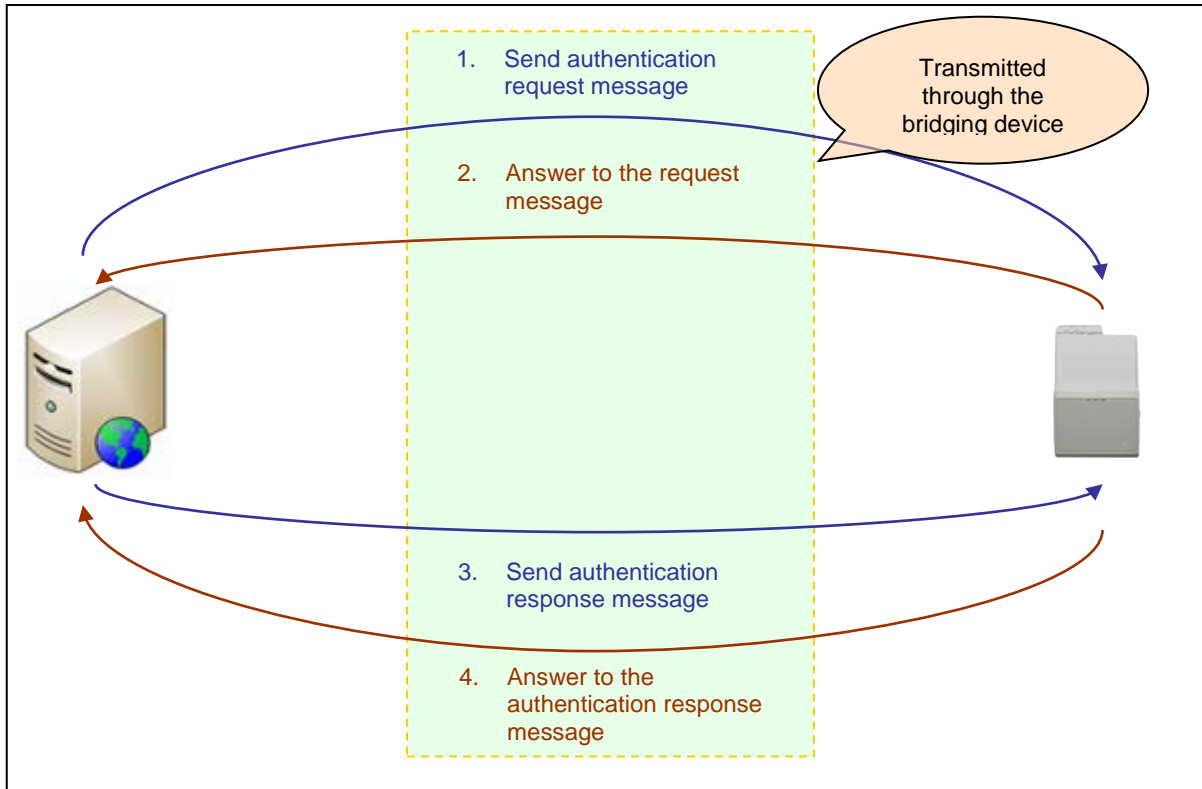 1. Send authentication
request message
Transmitted
through the
bridging device
2. Answer to the request
message
3. Send authentication
response message
4. Answer to the
authentication response
message